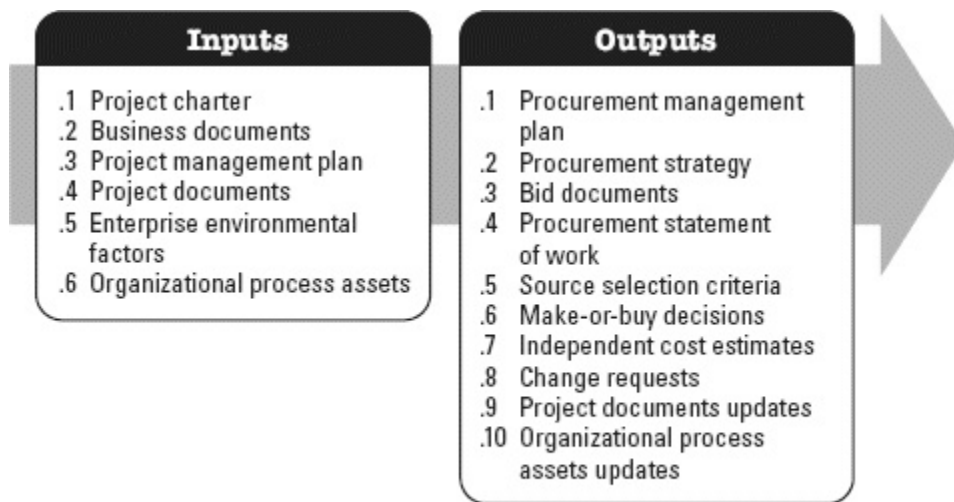 Inputs
.1 Project charter
.2 Business documents
.3 Project management plan
.4 Project documents
.5 Enterprise environmental
factors
.6 Organizational process assets
Outputs
.1 Procurement management
plan
.2 Procurement strategy
.3 Bid documents
.4 Procurement statement
of work
.5 Source selection criteria
.6 Make-or-buy decisions
.7 Independent cost estimates
.8 Change requests
.9 Project documents updates
.10 Organizational process
assets updates